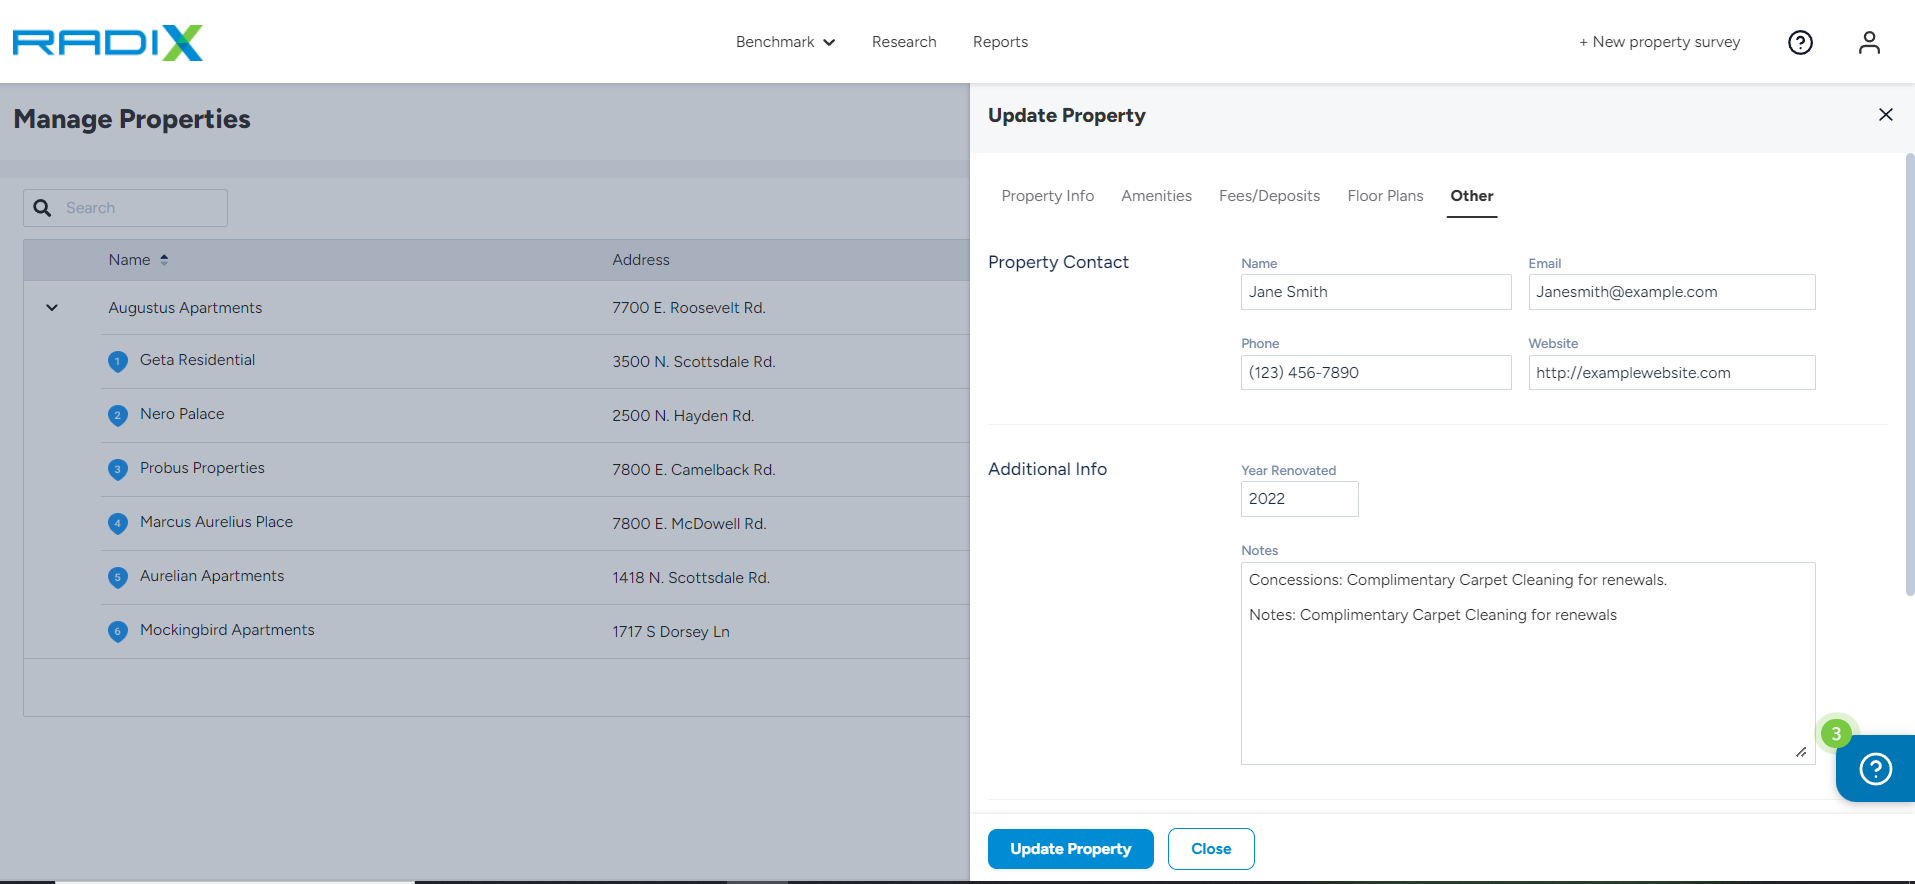 RADIX
Benchmark Research Reports + New property survey
Manage Properties
Search
Name Address
Augustus Apartments 7700 E. Roosevelt Rd.
1 Geta Residential 3500 N. Scottsdale Rd.
2 Nero Palace 2500 N. Hayden Rd.
3 Probus Properties 7800 E. Camelback Rd.
4 Marcus Aurelius Place 7800 E. McDowell Rd.
5 Aurelian Apartments 1418 N. Scottsdale Rd.
6 Mockingbird Apartments 1717 S Dorsey Ln
Update Property
Property Info Amenities Fees/Deposits Floor Plans Other
Property Contact
Name Email
Jane Smith Janesmith@example.com
Phone Website
(123) 456-7890 http://examplewebsite.com
Additional Info
Year Renovated
2022
Notes
Concessions: Complimentary Carpet Cleaning for renewals.
Notes: Complimentary Carpet Cleaning for renewals
3
Update Property Close